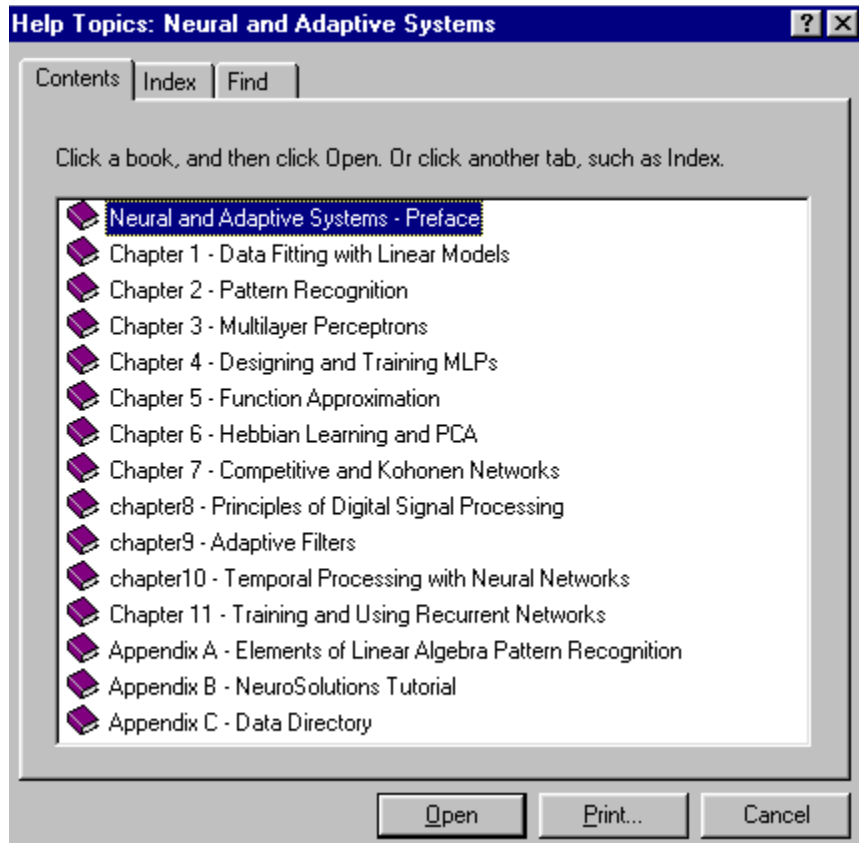 Help Topics: Neural and Adaptive Systems
Contents Index Find
Click a book, and then click Open. Or click another tab, such as Index.
Neural and Adaptive Systems - Preface
Chapter 1 - Data Fitting with Linear Models
Chapter 2 - Pattern Recognition
Chapter 3 - Multilayer Perceptrons
Chapter 4 - Designing and Training MLPs
Chapter 5 - Function Approximation
Chapter 6 - Hebbian Learning and PCA
Chapter 7 - Competitive and Kohonen Networks
chapter8 - Principles of Digital Signal Processing
chapter9 - Adaptive Filters
chapter10 - Temporal Processing with Neural Networks
Chapter 11 - Training and Using Recurrent Networks
Appendix A - Elements of Linear Algebra Pattern Recognition
Appendix B - NeuroSolutions Tutorial
Appendix C - Data Directory
Open Print... Cancel